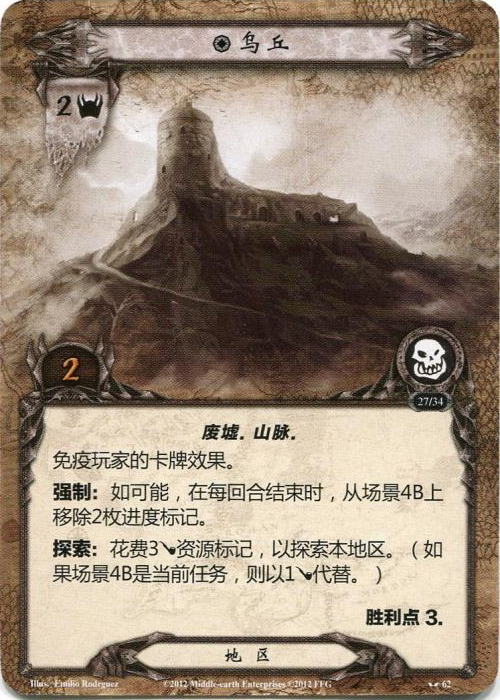 乌丘
2
2
27/34
废墟. 山脉.
免疫玩家的卡牌效果。
强制: 如可能，在每回合结束时，从场景4B上
移除2枚进度标记。
探索: 花费3资源标记，以探索本地区。（如
果场景4B是当前任务，则以1代替。）
胜利点 3.
地区
Illus. Emilio Rodrguez ©2012 Middle-earth Enterprises ©2012 FFG 62